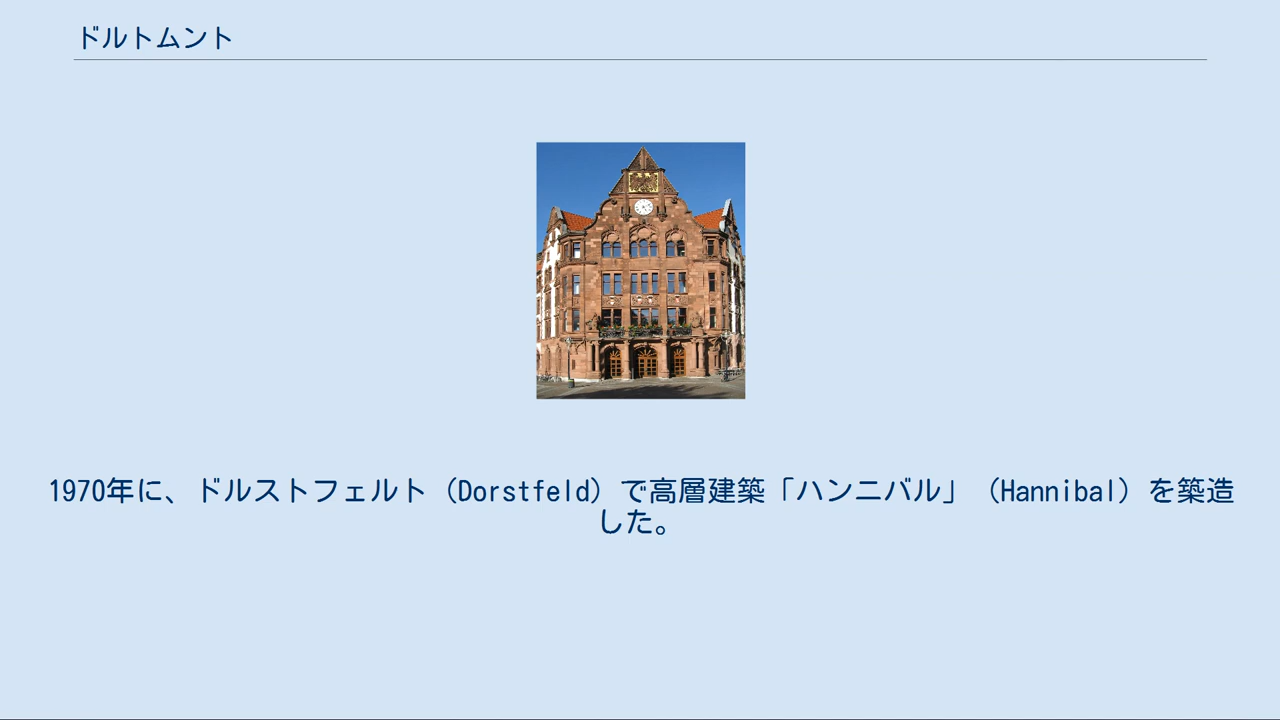 ドルトムント
1970年に、ドルストフェルト（Dorstfeld）で高層建築「ハンニバル」（Hannibal）を築造
した。